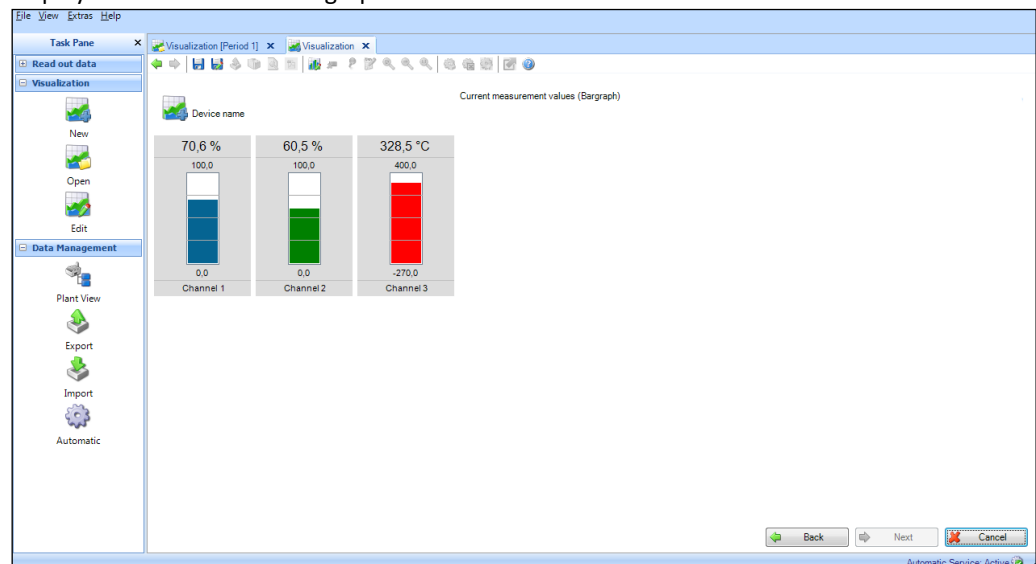 File View Extras Help
Task Pane
Visualization [Period 1]
Visualization
Read out data
Visualization
New
Open
Edit
Data Management
Plant View
Export
Import
Automatic
Current measurement values (Bargraph)
Device name
70,6 % 60,5 % 328,5 °C
100,0 100,0 400,0
0,0 0,0 -270,0
Channel 1 Channel 2 Channel 3
Back Next Cancel
Automatic Service: Active